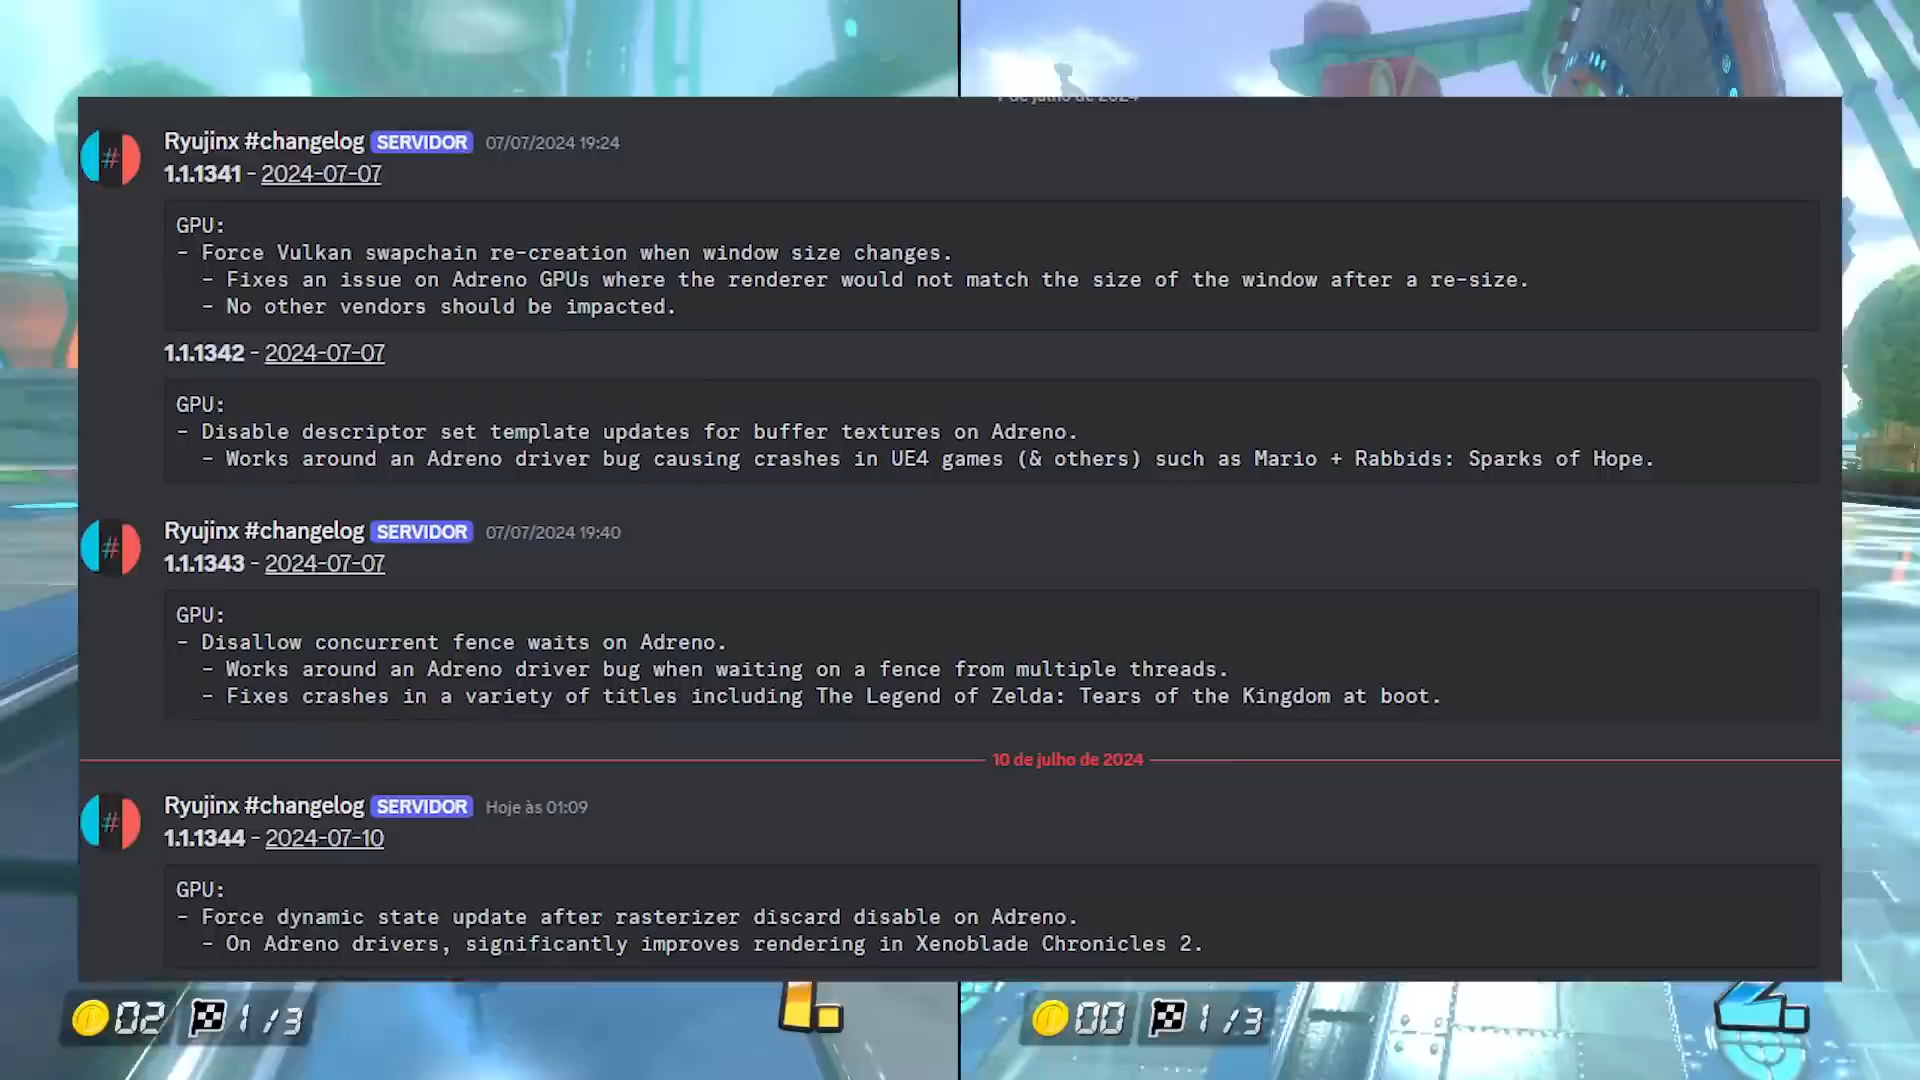 7 de julho de 2024
Ryujinx #changelog SERVIDOR 07/07/2024 19:24
1.1.1341 - 2024-07-07
GPU:
- Force Vulkan swapchain re-creation when window size changes.
- Fixes an issue on Adreno GPUs where the renderer would not match the size of the window after a re-size.
- No other vendors should be impacted.
1.1.1342 - 2024-07-07
GPU:
- Disable descriptor set template updates for buffer textures on Adreno.
- Works around an Adreno driver bug causing crashes in UE4 games (& others) such as Mario + Rabbids: Sparks of Hope.
Ryujinx #changelog SERVIDOR 07/07/2024 19:40
1.1.1343 - 2024-07-07
GPU:
- Disallow concurrent fence waits on Adreno.
- Works around an Adreno driver bug when waiting on a fence from multiple threads.
- Fixes crashes in a variety of titles including The Legend of Zelda: Tears of the Kingdom at boot.
10 de julho de 2024
Ryujinx #changelog SERVIDOR Hoje às 01:09
1.1.1344 - 2024-07-10
GPU:
- Force dynamic state update after rasterizer discard disable on Adreno.
- On Adreno drivers, significantly improves rendering in Xenoblade Chronicles 2.
02 1/3
00 1/3